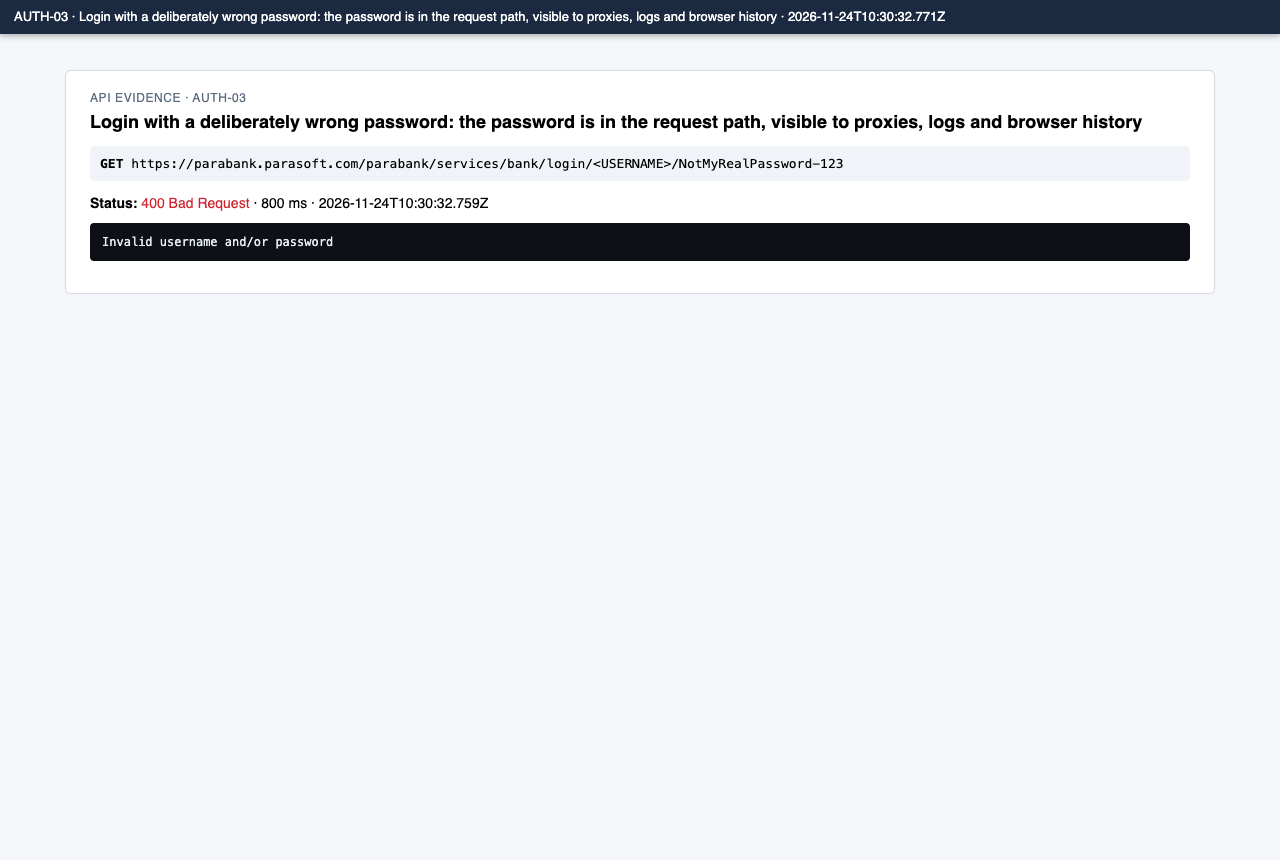 AUTH-03 · Login with a deliberately wrong password: the password is in the request path, visible to proxies, logs and browser history · 2026-11-24T10:30:32.771Z
API EVIDENCE · AUTH-03
Login with a deliberately wrong password: the password is in the request path, visible to proxies, logs and browser history
GET https://parabank.parasoft.com/parabank/services/bank/login/<USERNAME>/NotMyRealPassword-123
Status: 400 Bad Request · 800 ms · 2026-11-24T10:30:32.759Z
Invalid username and/or password